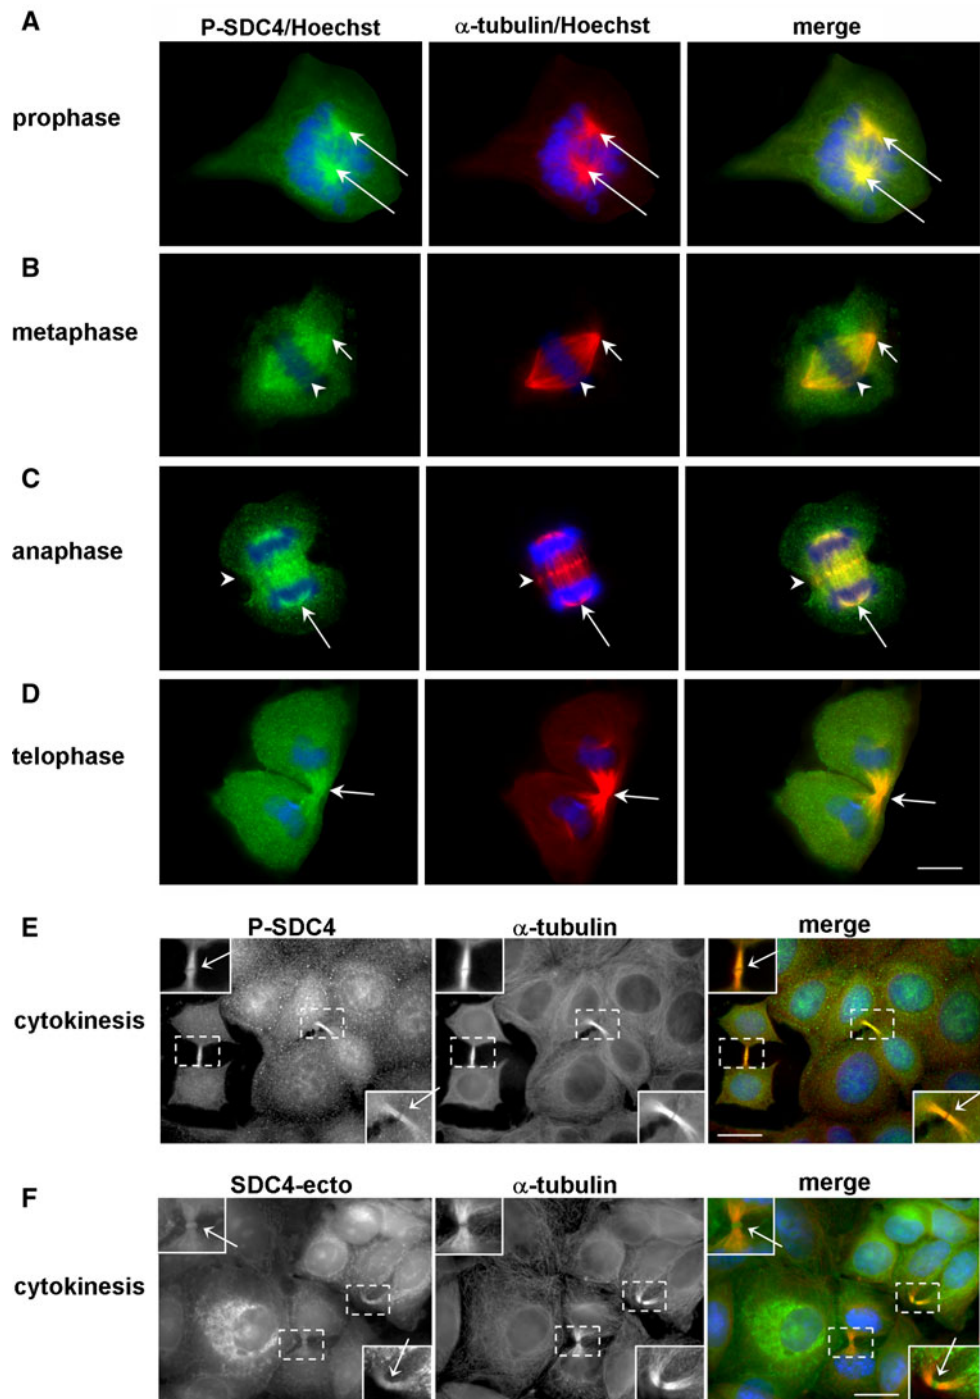 A
P-SDC4/Hoechst α-tubulin/Hoechst merge
prophase
B
metaphase
C
anaphase
D
telophase
E
P-SDC4 α-tubulin merge
cytokinesis
F
SDC4-ecto α-tubulin merge
cytokinesis